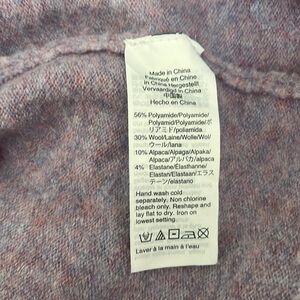 Made in China
Fabriqué en Chine
In China Hergestellt
Vervaardigd in China
中国製
Hecho en China
56% Polyamide/Polyamide/
Polyamid/Polyamide/ポ
リアミド/poliamida
30% Wool/Laine/Wolle/Wol/
ウール/lana
10% Alpaca/Alpaga/Alpaka/
Alpaca/アルパカ/alpaca
4% Elastane/Elasthanne/
Elastan/Elastaan/エラス
テーン/elastano
Hand wash cold
separately. Non chlorine
bleach only. Reshape and
lay flat to dry. Iron on
lowest setting.
Laver à la main à l'eau